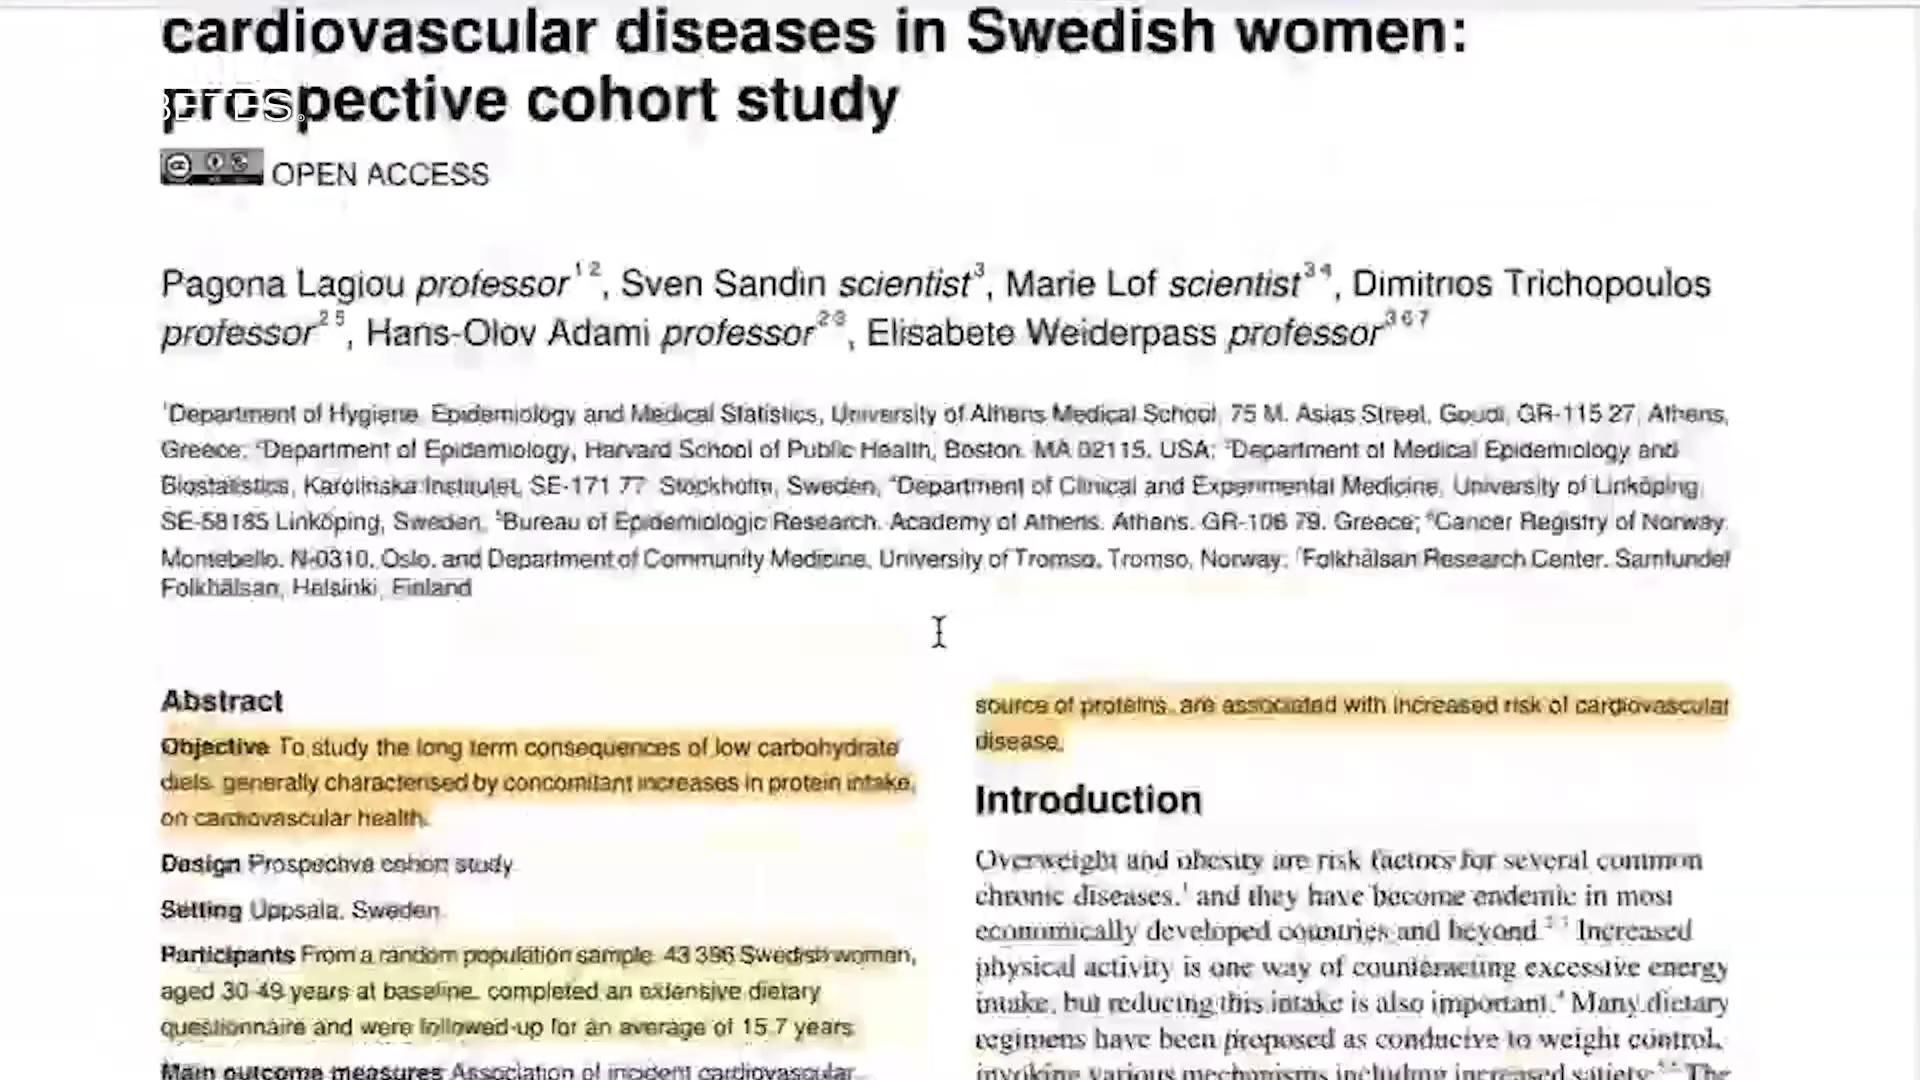 cardiovascular diseases in Swedish women:
prospective cohort study
BETES.
OPEN ACCESS
Pagona Lagiou professor 1 2, Sven Sandin scientist 3, Marie Lof scientist 3 4, Dimitrios Trichopoulos
professor 2 5, Hans-Olov Adami professor 2 3, Elisabete Weiderpass professor 3 6 7
1Department of Hygiene, Epidemiology and Medical Statistics, University of Athens Medical School, 75 M. Asias Street, Goudi, GR-115 27, Athens,
Greece; 2Department of Epidemiology, Harvard School of Public Health, Boston, MA 02115, USA; 3Department of Medical Epidemiology and
Biostatistics, Karolinska Institutet, SE-171 77 Stockholm, Sweden; 4Department of Clinical and Experimental Medicine, University of Linköping,
SE-58185 Linköping, Sweden; 5Bureau of Epidemiologic Research, Academy of Athens, Athens, GR-106 79, Greece; 6Cancer Registry of Norway,
Montebello, N-0310, Oslo, and Department of Community Medicine, University of Tromso, Tromso, Norway; 7Folkhälsan Research Center, Samfundet
Folkhälsan, Helsinki, Finland
Abstract
Objective To study the long term consequences of low carbohydrate
diets, generally characterised by concomitant increases in protein intake,
on cardiovascular health.
Design Prospective cohort study.
Setting Uppsala, Sweden.
Participants From a random population sample, 43 396 Swedish women,
aged 30-49 years at baseline, completed an extensive dietary
questionnaire and were followed-up for an average of 15.7 years.
Main outcome measures Association of incident cardiovascular
source of proteins, are associated with increased risk of cardiovascular
disease.
Introduction
Overweight and obesity are risk factors for several common
chronic diseases,1 and they have become endemic in most
economically developed countries and beyond.2 3 Increased
physical activity is one way of counteracting excessive energy
intake, but reducing this intake is also important.4 Many dietary
regimens have been proposed as conducive to weight control,
invoking various mechanisms including increased satiety. The